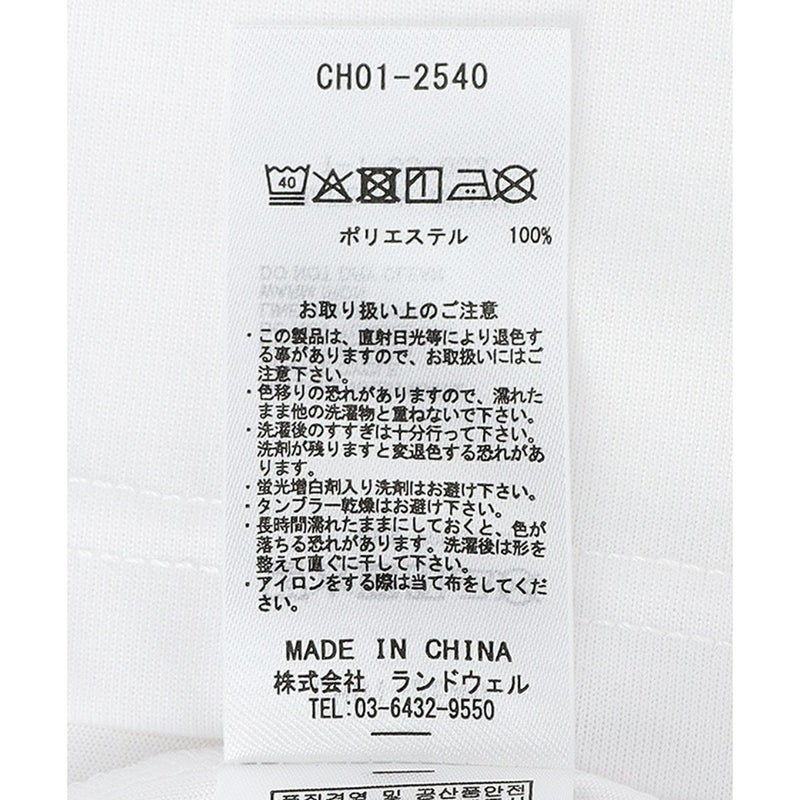 CH01-2540
40
ポリエステル 100%
お取り扱い上のご注意
・この製品は、直射日光等により退色す
る事がありますので、お取扱いにはご
注意下さい。
・色移りの恐れがありますので、濡れた
まま他の洗濯物と重ねないで下さい。
・洗濯後のすすぎは十分行って下さい。
洗剤が残りますと変退色する恐れがあ
ります。
・蛍光増白剤入り洗剤はお避け下さい。
・タンブラー乾燥はお避け下さい。
・長時間濡れたままにしておくと、色が
落ちる恐れがあります。洗濯後は形を
整えて直ぐに干して下さい。
・アイロンをする際は当て布をしてくだ
さい。
MADE IN CHINA
株式会社 ランドウェル
TEL:03-6432-9550
품질경영 및 공산품안전